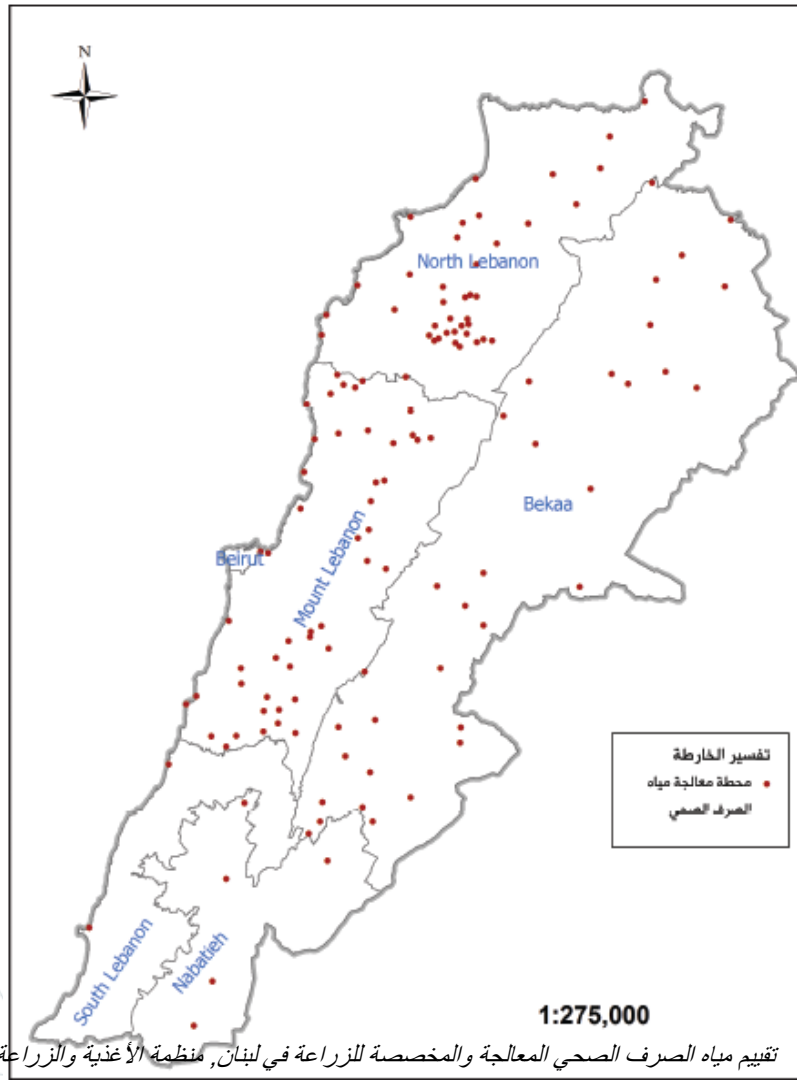 N
North Lebanon
Bekaa
Beirut
Mount Lebanon
تفسير الخارطة
محطة معالجة مياه
الصرف الصحي
South Lebanon
Nabatieh
1:275,000
تقييم مياه الصرف الصحي المعالجة والمخصصة للزراعة في لبنان, منظمة الأغذية والزراعة